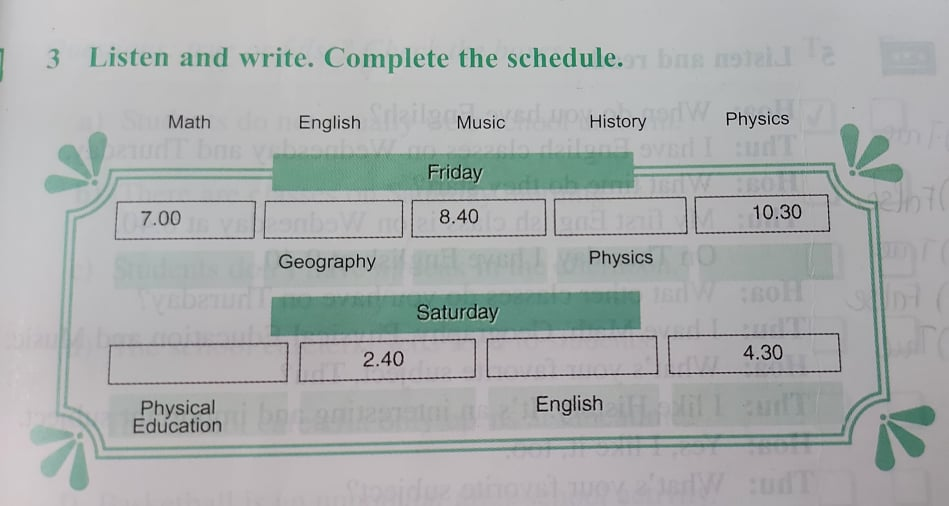 3 Listen and write. Complete the schedule.
Math English Music History Physics
Friday
7.00 8.40 10.30
Geography Physics
Saturday
2.40 4.30
Physical
Education
English